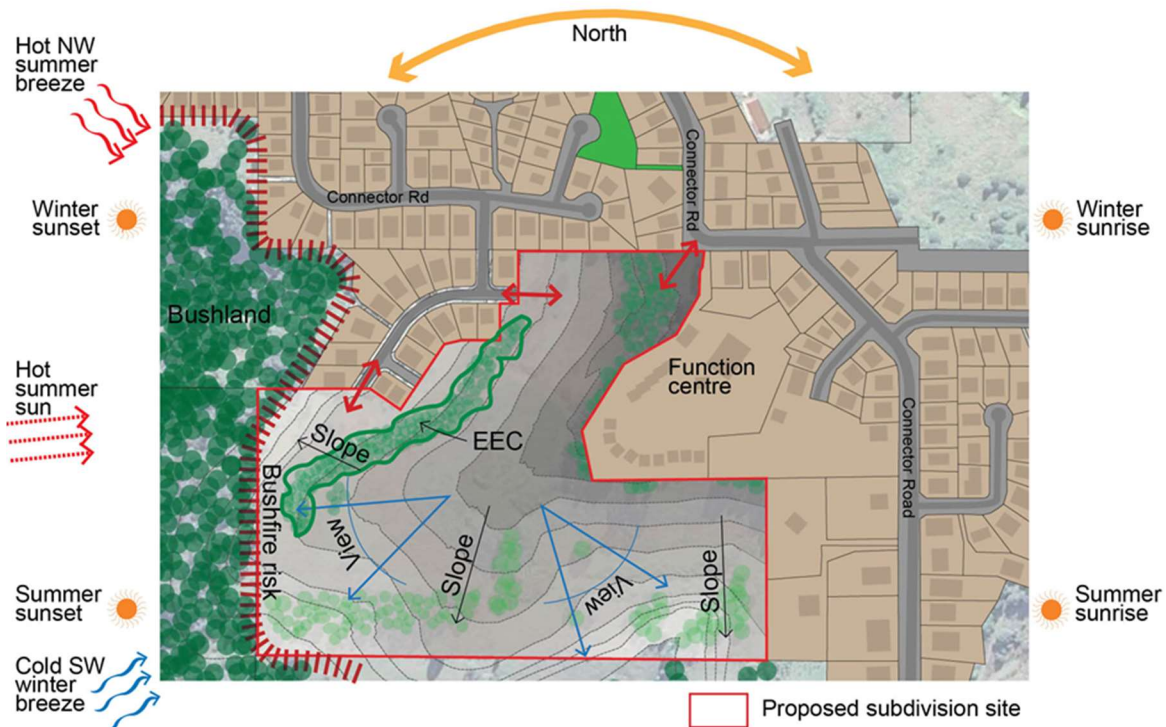 North
Hot NW
summer
breeze
Connector Rd
Connector Rd
Winter
sunset
Winter
sunrise
Bushland
Function
centre
Hot
summer
sun
Slope
EEC
Connector Road
Bushfire risk
View
Slope
View
Slope
Summer
sunset
Summer
sunrise
Cold SW
winter
breeze
Proposed subdivision site